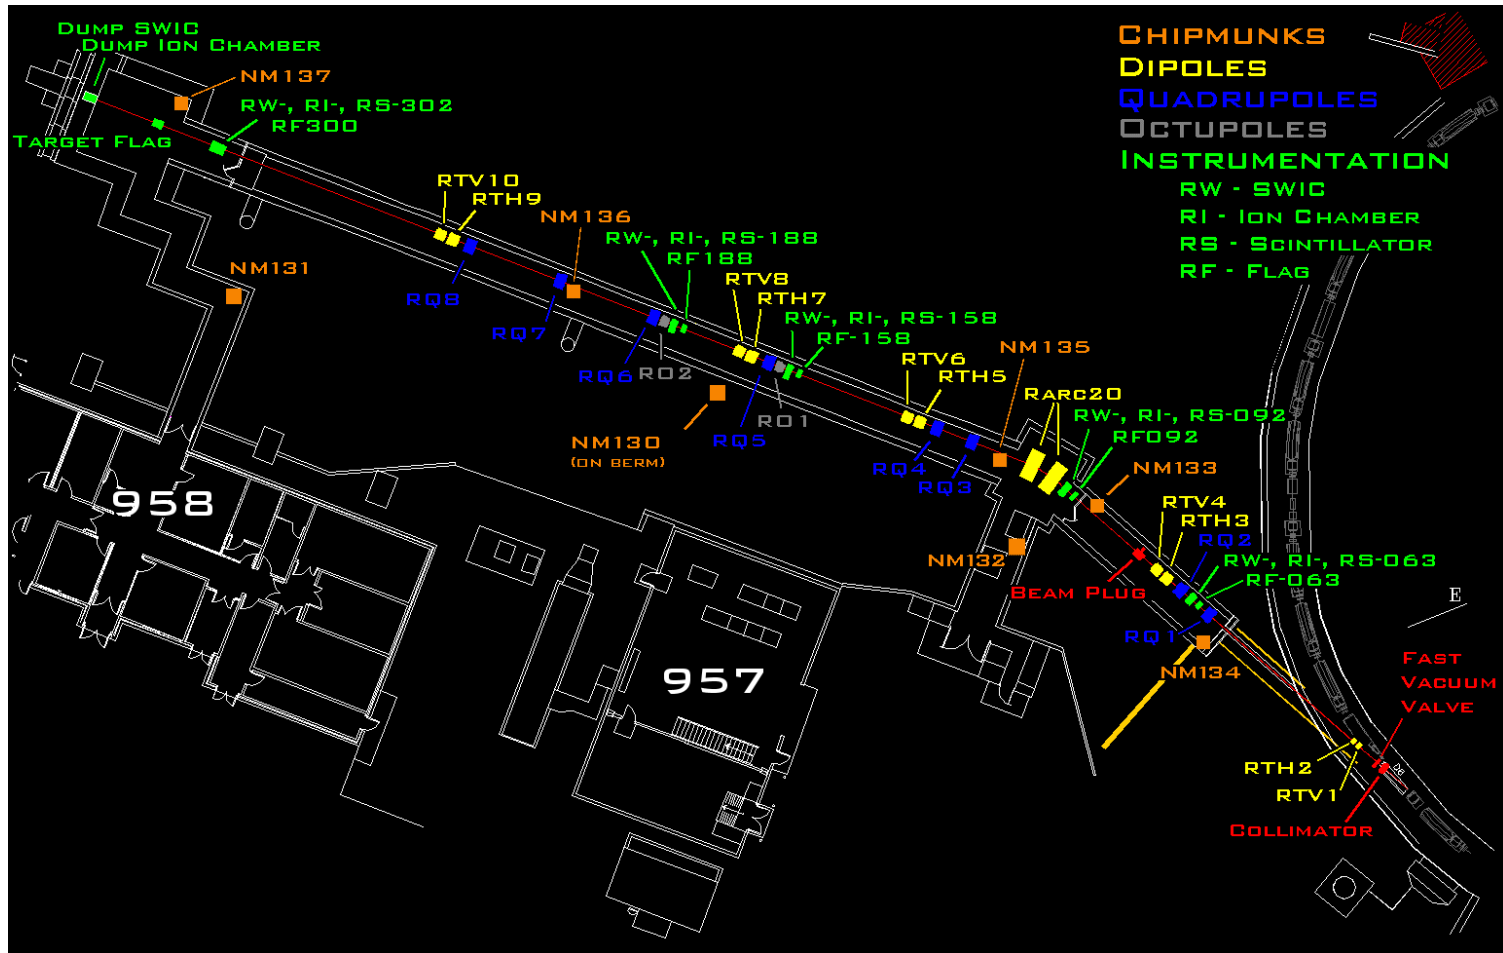 Dump SWIC
Dump Ion Chamber
NM137
RW-, RI-, RS-302
RF300
Target Flag
Chipmunks
Dipoles
Quadrupoles
Octupoles
Instrumentation
RW - SWIC
RI - Ion Chamber
RS - Scintillator
RF - Flag
RTV10
RTH9
NM136
RW-, RI-, RS-188
RF188
NM131
RQ8
RQ7
RTV8
RTH7
RW-, RI-, RS-158
RF-158
RQ6
RO2
NM135
RTV6
RTH5
Rarc20
RW-, RI-, RS-092
RF092
NM130
(on berm)
RQ5
RO1
RQ4
RQ3
NM133
958
RTV4
RTH3
RQ2
RW-, RI-, RS-063
RF-063
NM132
Beam Plug
E
RQ1
NM134
957
Fast
Vacuum
Valve
RTH2
RTV1
D6
Collimator